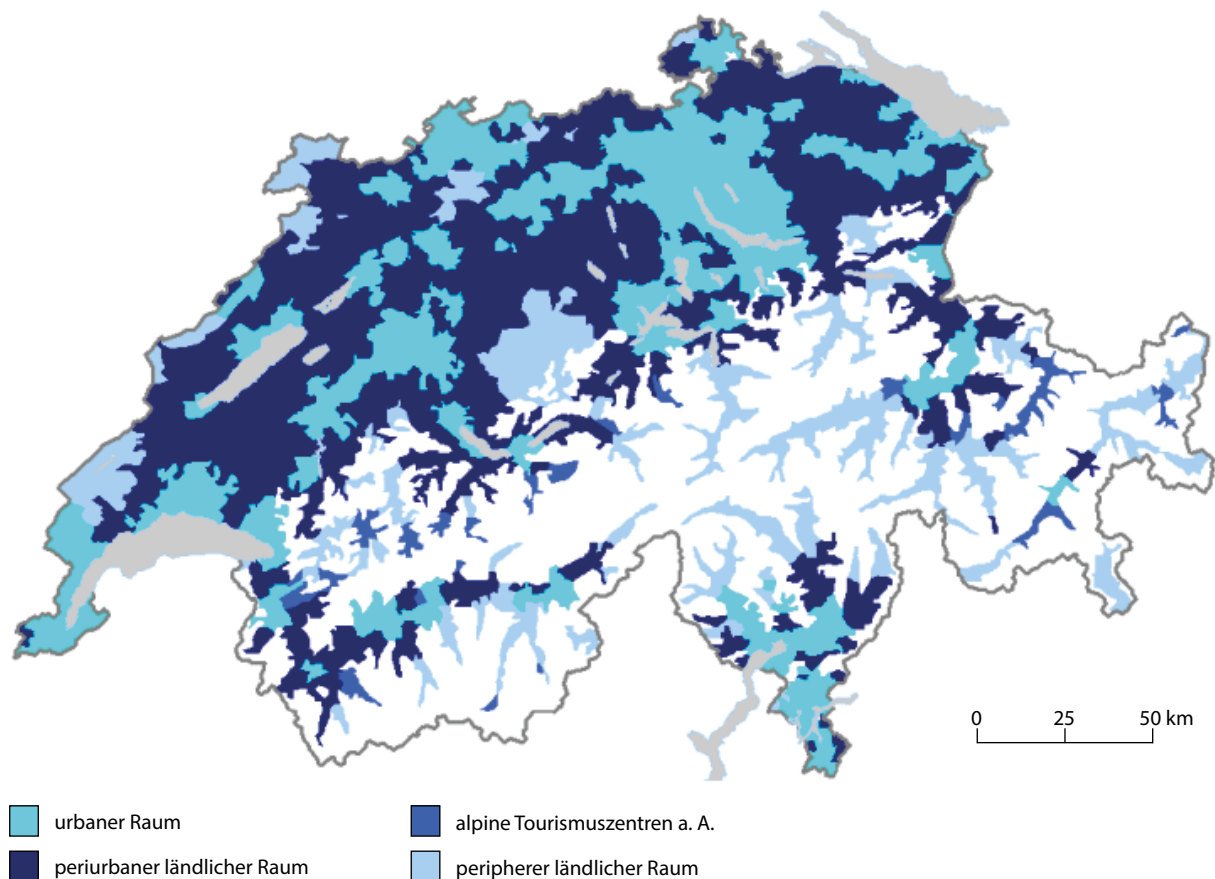 0 25 50 km
urbaner Raum
alpine Tourismuszentren a. A.
periurbaner ländlicher Raum
peripherer ländlicher Raum